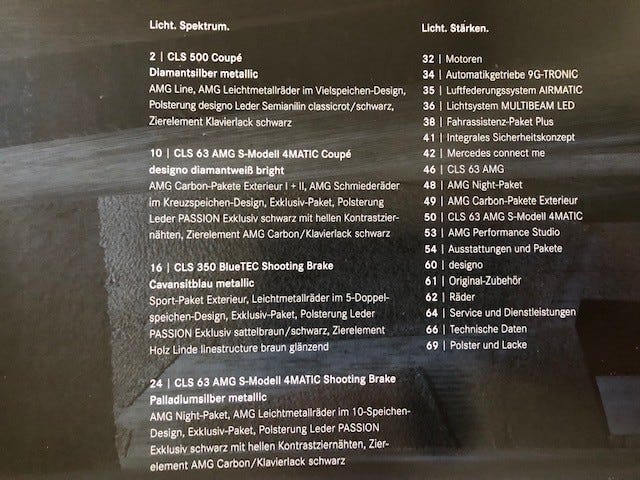 Licht. Spektrum.
2 | CLS 500 Coupé
Diamantsilber metallic
AMG Line, AMG Leichtmetallräder im Vielspeichen-Design,
Polsterung designo Leder Semianilin classicrot/schwarz,
Zierelement Klavierlack schwarz
10 | CLS 63 AMG S-Modell 4MATIC Coupé
designo diamantweiß bright
AMG Carbon-Pakete Exterieur I + II, AMG Schmiederäder
im Kreuzspeichen-Design, Exklusiv-Paket, Polsterung
Leder PASSION Exklusiv schwarz mit hellen Kontrastzier-
nähten, Zierelement AMG Carbon/Klavierlack schwarz
16 | CLS 350 BlueTEC Shooting Brake
Cavansitblau metallic
Sport-Paket Exterieur, Leichtmetallräder im 5-Doppel-
speichen-Design, Exklusiv-Paket, Polsterung Leder
PASSION Exklusiv sattelbraun/schwarz, Zierelement
Holz Linde linestructure braun glänzend
24 | CLS 63 AMG S-Modell 4MATIC Shooting Brake
Palladiumsilber metallic
AMG Night-Paket, AMG Leichtmetallräder im 10-Speichen-
Design, Exklusiv-Paket, Polsterung Leder PASSION
Exklusiv schwarz mit hellen Kontrastziernähten, Zier-
element AMG Carbon/Klavierlack schwarz
Licht. Stärken.
32 | Motoren
34 | Automatikgetriebe 9G-TRONIC
35 | Luftfederungssystem AIRMATIC
36 | Lichtsystem MULTIBEAM LED
38 | Fahrassistenz-Paket Plus
41 | Integrales Sicherheitskonzept
42 | Mercedes connect me
46 | CLS 63 AMG
48 | AMG Night-Paket
49 | AMG Carbon-Pakete Exterieur
50 | CLS 63 AMG S-Modell 4MATIC
53 | AMG Performance Studio
54 | Ausstattungen und Pakete
60 | designo
61 | Original-Zubehör
62 | Räder
64 | Service und Dienstleistungen
66 | Technische Daten
69 | Polster und Lacke